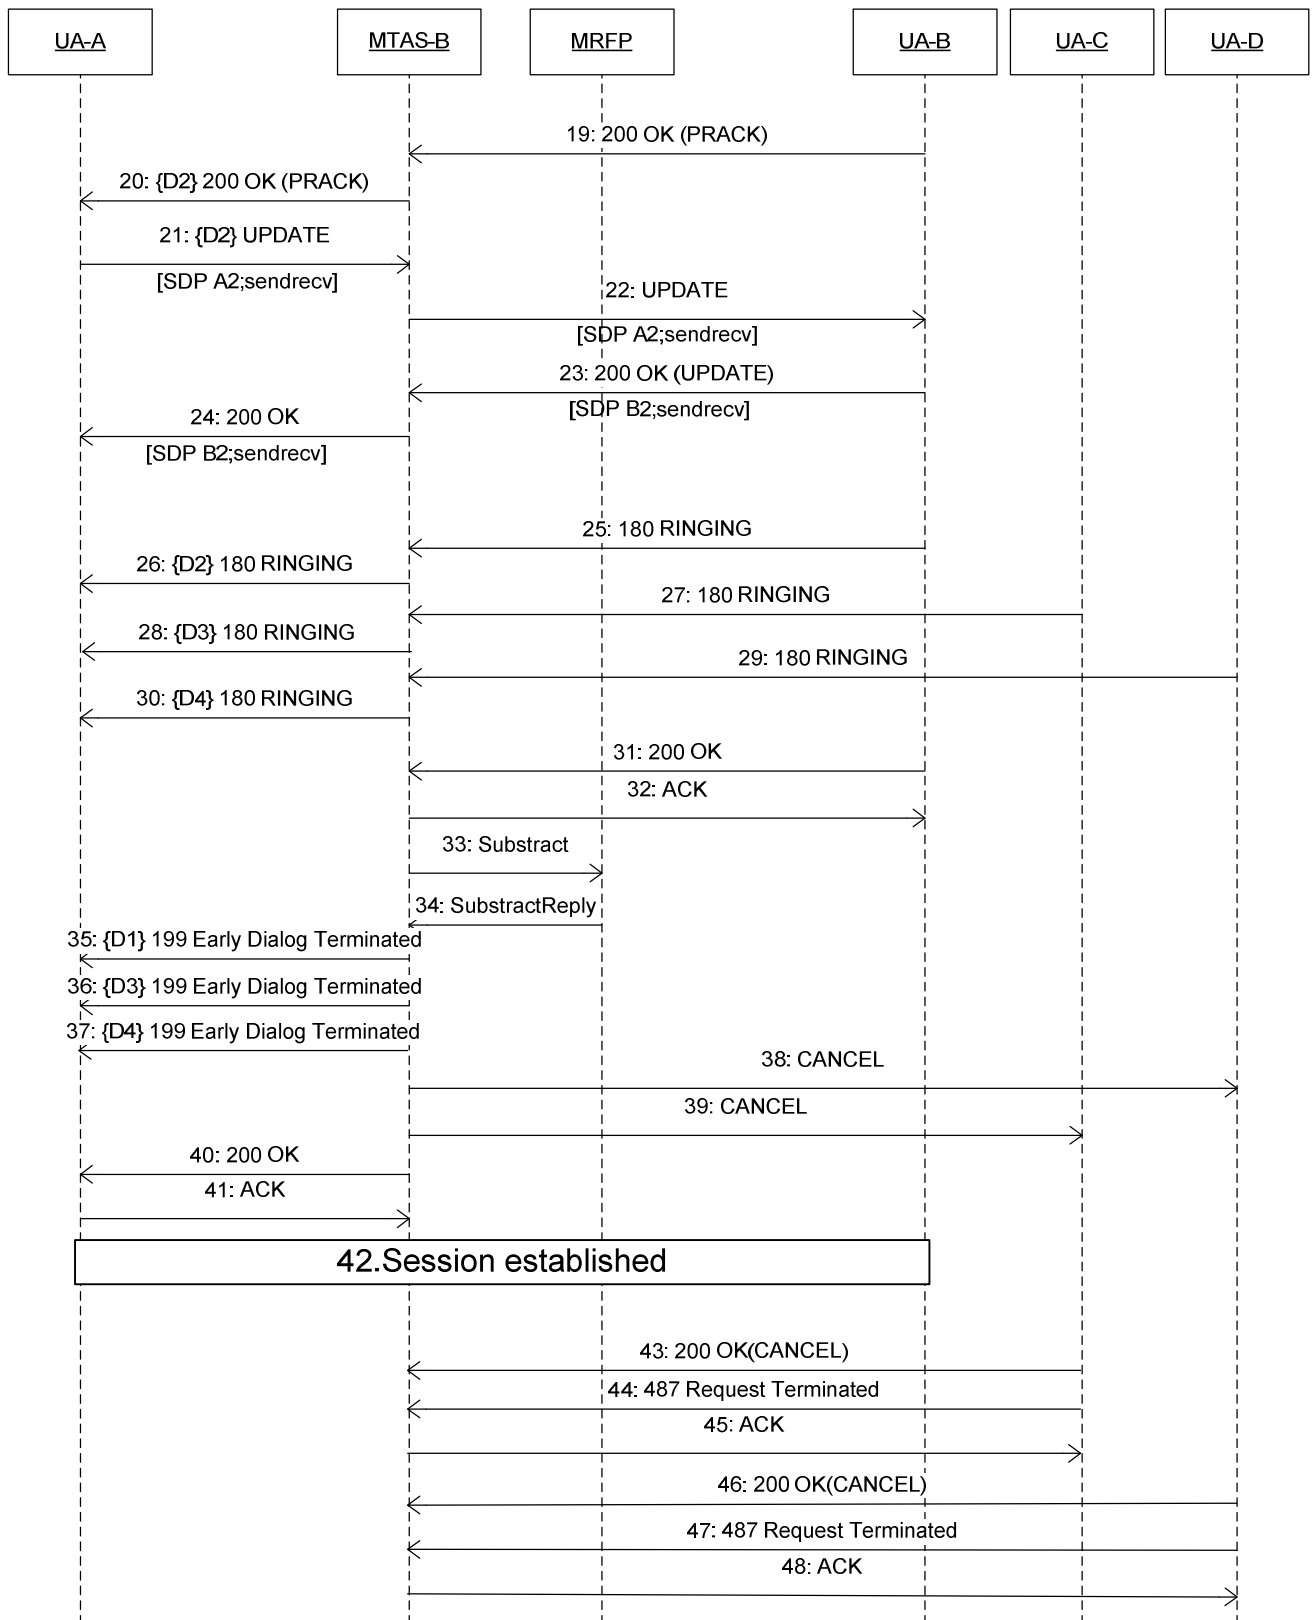 UA-A
MTAS-B
MRFP
UA-B
UA-C
UA-D
19: 200 OK (PRACK)
20: {D2} 200 OK (PRACK)
21: {D2} UPDATE
[SDP A2;sendrecv]
22: UPDATE
[SDP A2;sendrecv]
23: 200 OK (UPDATE)
[SDP B2;sendrecv]
24: 200 OK
[SDP B2;sendrecv]
25: 180 RINGING
26: {D2} 180 RINGING
27: 180 RINGING
28: {D3} 180 RINGING
29: 180 RINGING
30: {D4} 180 RINGING
31: 200 OK
32: ACK
33: Substract
34: SubstractReply
35: {D1} 199 Early Dialog Terminated
36: {D3} 199 Early Dialog Terminated
37: {D4} 199 Early Dialog Terminated
38: CANCEL
39: CANCEL
40: 200 OK
41: ACK
42.Session established
43: 200 OK(CANCEL)
44: 487 Request Terminated
45: ACK
46: 200 OK(CANCEL)
47: 487 Request Terminated
48: ACK